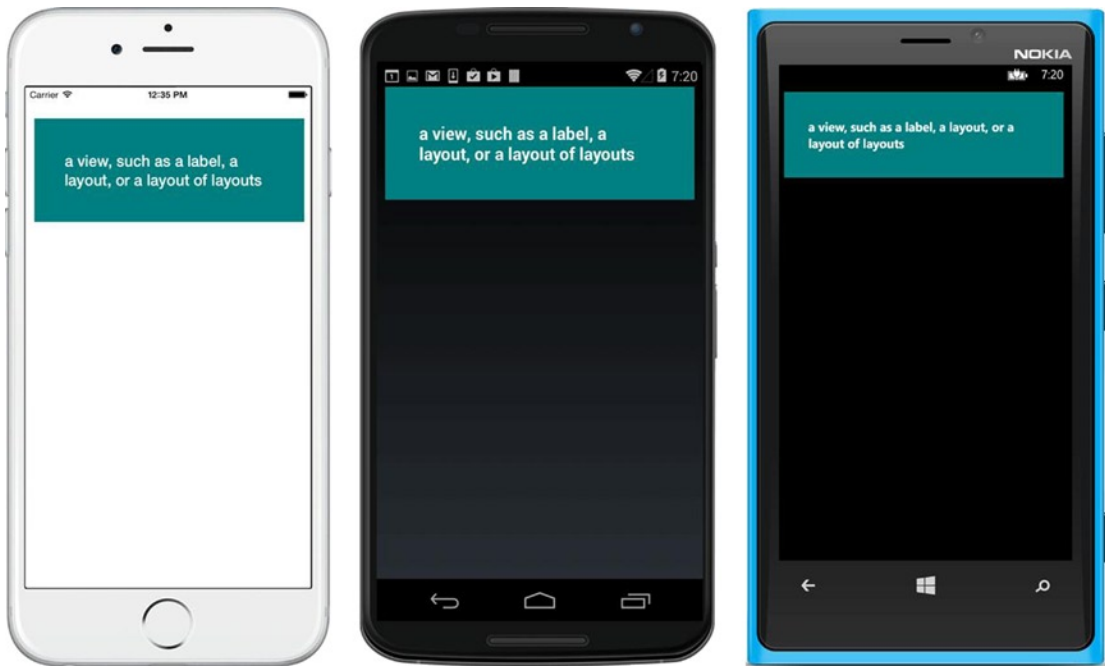 Carrier
12:35 PM
a view, such as a label, a
layout, or a layout of layouts
7:20
a view, such as a label, a
layout, or a layout of layouts
NOKIA
7:20
a view, such as a label, a layout, or a
layout of layouts